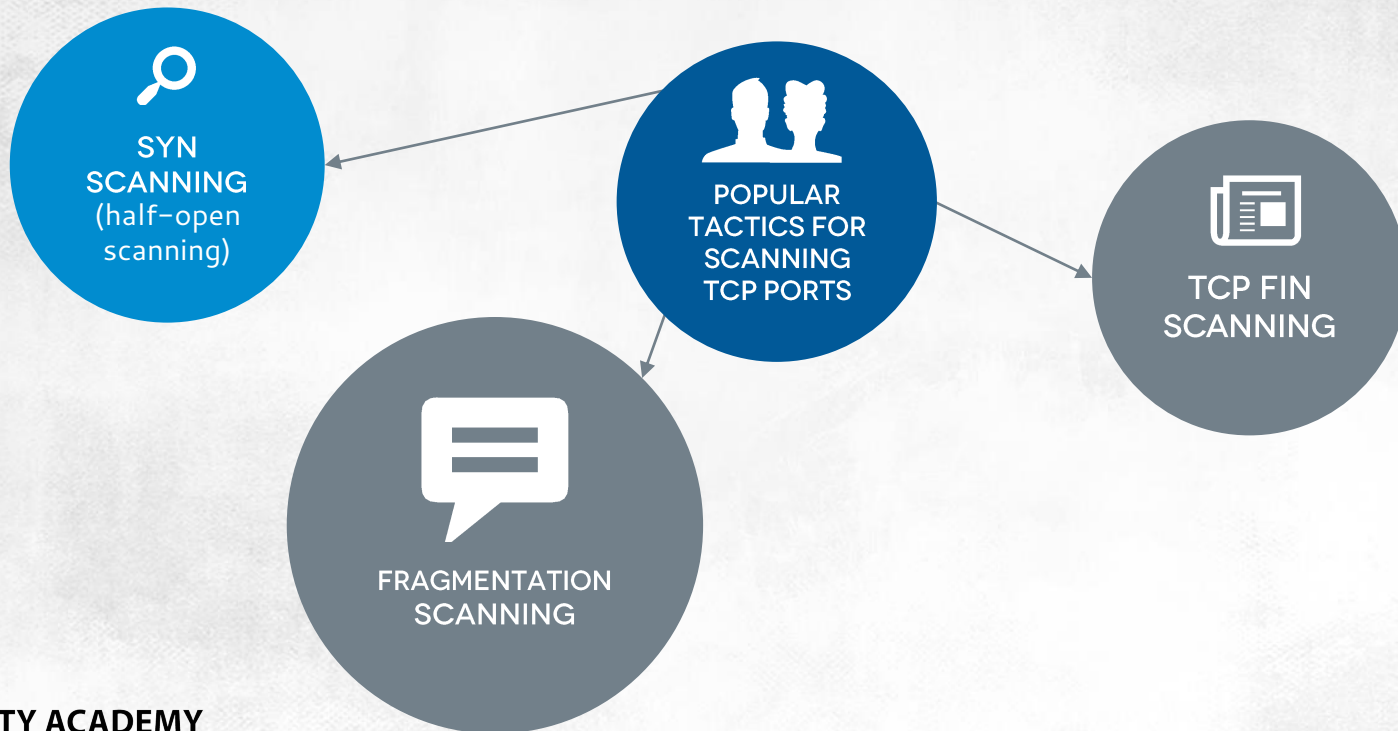 SYN
SCANNING
(half-open
scanning)
POPULAR
TACTICS FOR
SCANNING
TCP PORTS
TCP FIN
SCANNING
FRAGMENTATION
SCANNING
TY ACADEMY